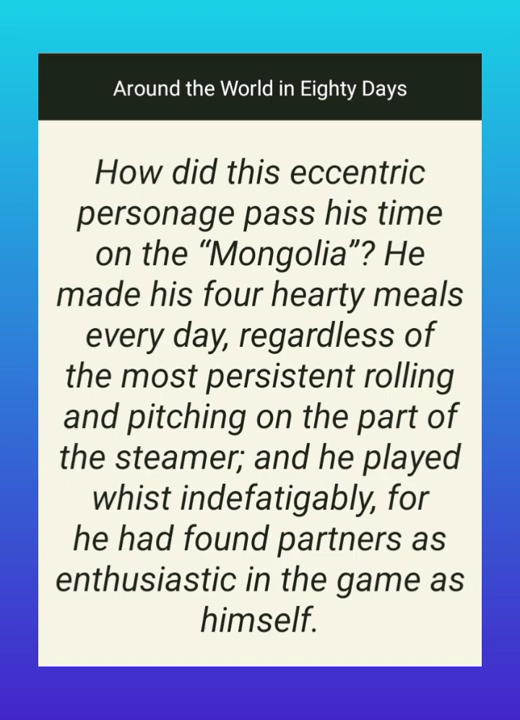 Around the World in Eighty Days
How did this eccentric
personage pass his time
on the “Mongolia”? He
made his four hearty meals
every day, regardless of
the most persistent rolling
and pitching on the part of
the steamer; and he played
whist indefatigably, for
he had found partners as
enthusiastic in the game as
himself.